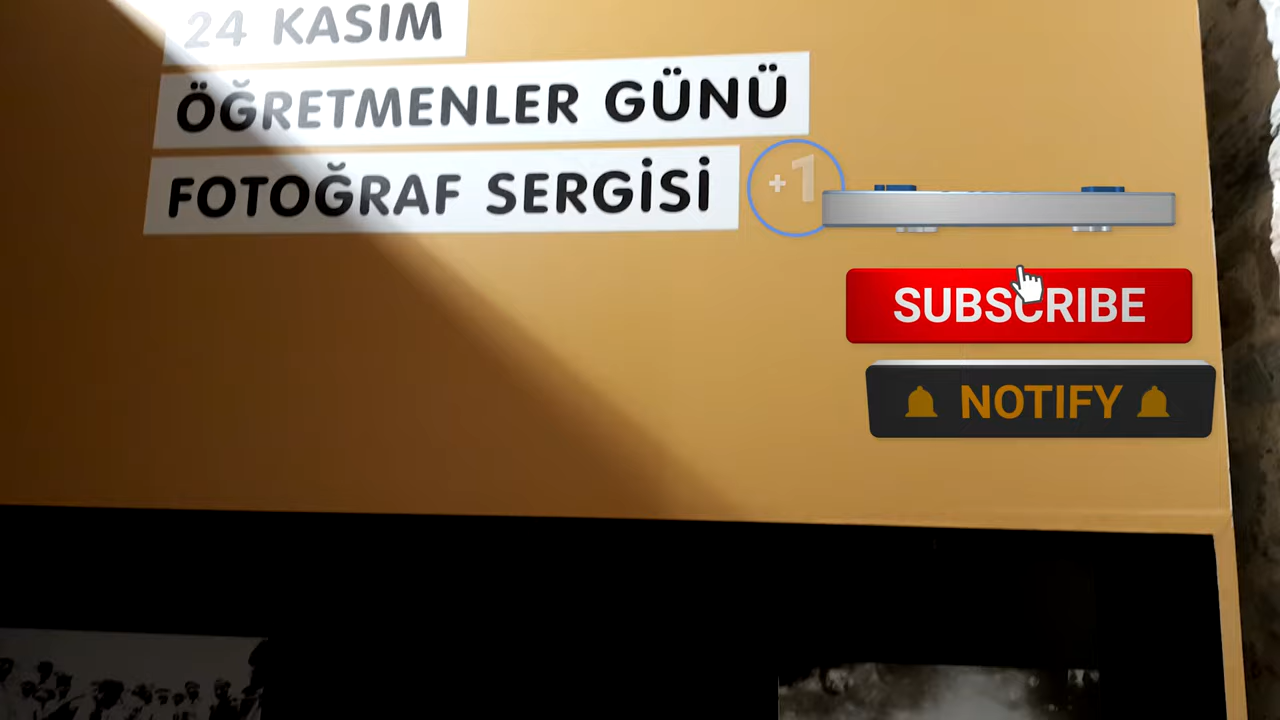 24 KASIM
ÖĞRETMENLER GÜNÜ
FOTOĞRAF SERGİSİ
+1
SUBSCRIBE
NOTIFY